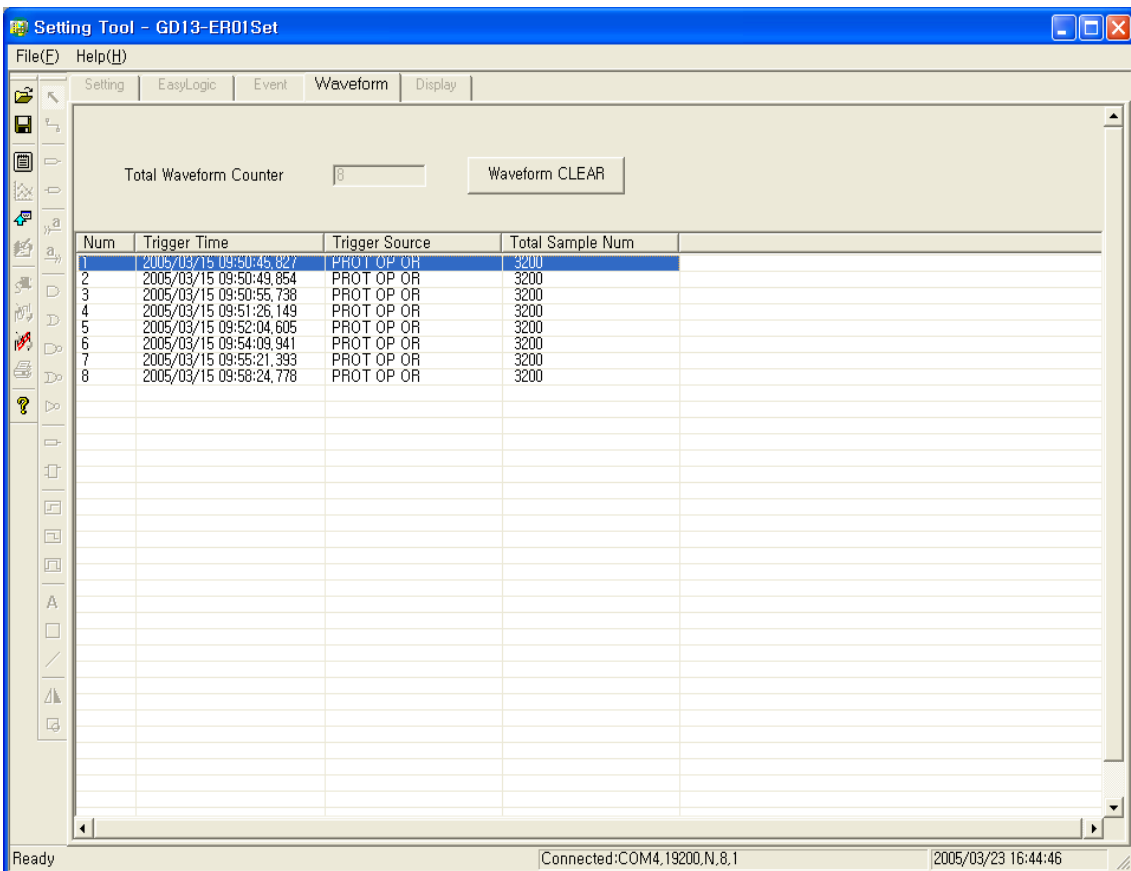 Setting Tool - GD13-ER01Set
File(F) Help(H)
Setting EasyLogic Event Waveform Display
Total Waveform Counter 8 Waveform CLEAR
Num Trigger Time Trigger Source Total Sample Num
1 2005/03/15 09:50:45,827 PROT OP OR 3200
2 2005/03/15 09:50:49,854 PROT OP OR 3200
3 2005/03/15 09:50:55,738 PROT OP OR 3200
4 2005/03/15 09:51:26,149 PROT OP OR 3200
5 2005/03/15 09:52:04,605 PROT OP OR 3200
6 2005/03/15 09:54:09,941 PROT OP OR 3200
7 2005/03/15 09:55:21,393 PROT OP OR 3200
8 2005/03/15 09:58:24,778 PROT OP OR 3200
Ready Connected:COM4,19200,N,8,1 2005/03/23 16:44:46